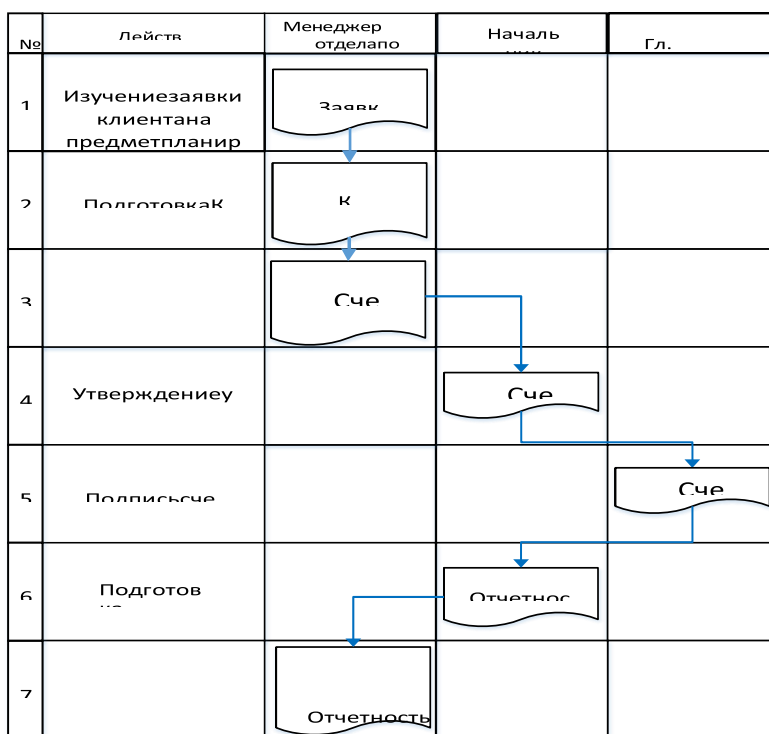 №
Действ
Менеджер
отделапо
Началь
Гл.
1
Изучениезаявки
клиентана
предметпланир
Заявк
2
ПодготовкаК
К
3
Сче
4
Утверждениеу
Сче
5
Подписьсче
Сче
6
Подготов
ка
Отчетнос
7
Отчетность